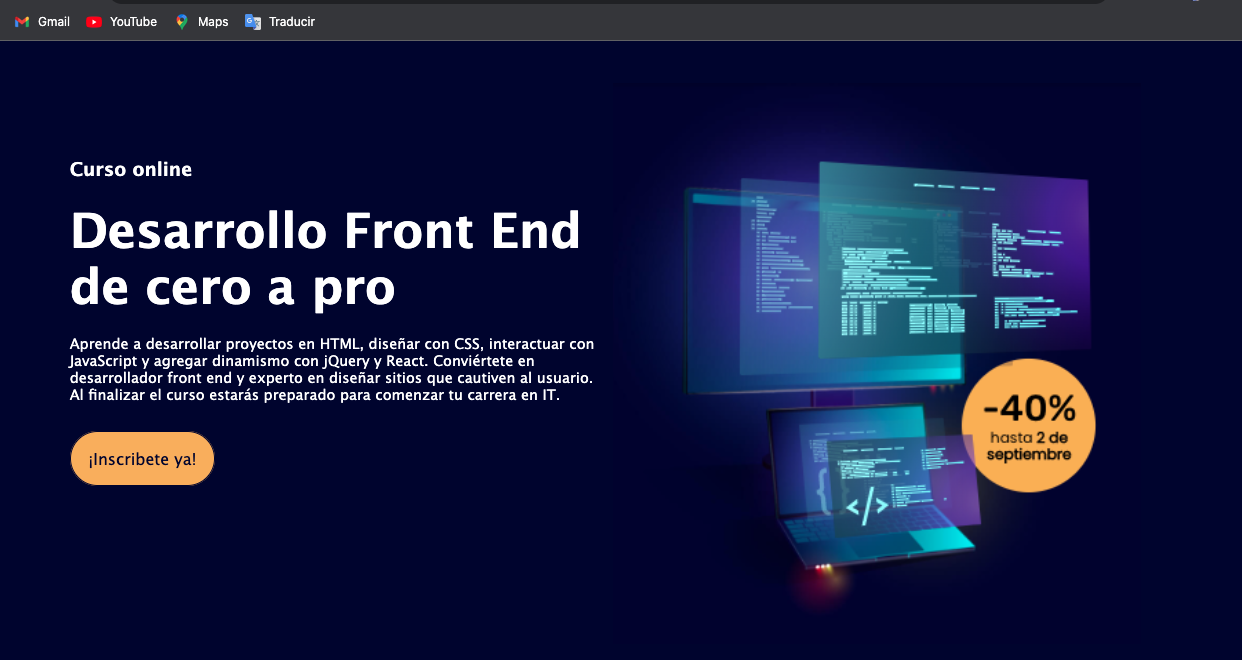 Gmail YouTube Maps Traducir
Curso online
Desarrollo Front End
de cero a pro
Aprende a desarrollar proyectos en HTML, diseñar con CSS, interactuar con
JavaScript y agregar dinamismo con jQuery y React. Conviértete en
desarrollador front end y experto en diseñar sitios que cautiven al usuario.
Al finalizar el curso estarás preparado para comenzar tu carrera en IT.
¡Inscribete ya!
-40%
hasta 2 de
septiembre
{ }
</>